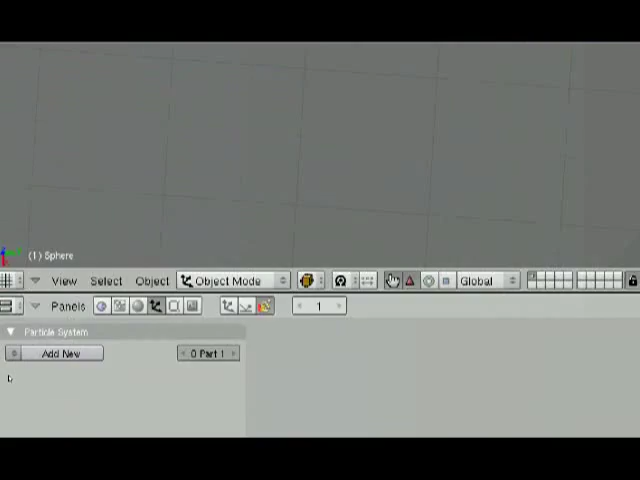 (1) Sphere
View Select Object Object Mode Global
Panels 1
Particle System
Add New 0 Part 1